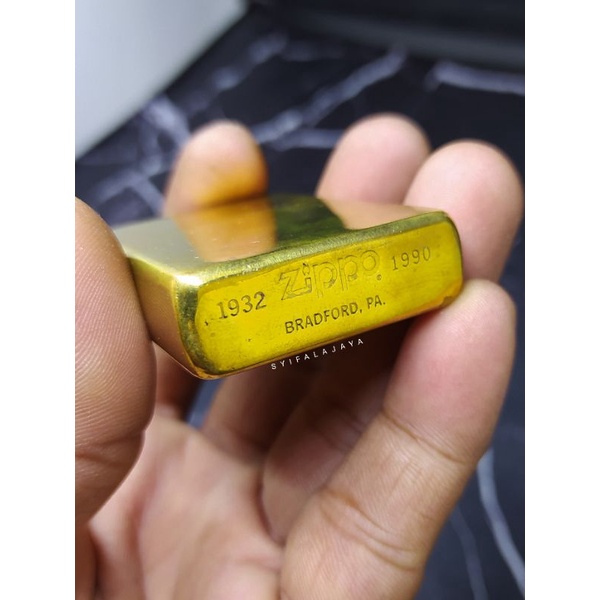 1932 Zippo 1990
BRADFORD, PA.
SYIFALAJAYA